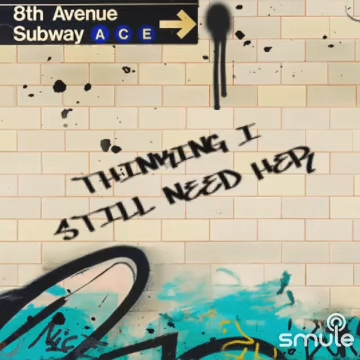 8th Avenue
Subway A C E
THINKING I
STILL NEED HER
smule